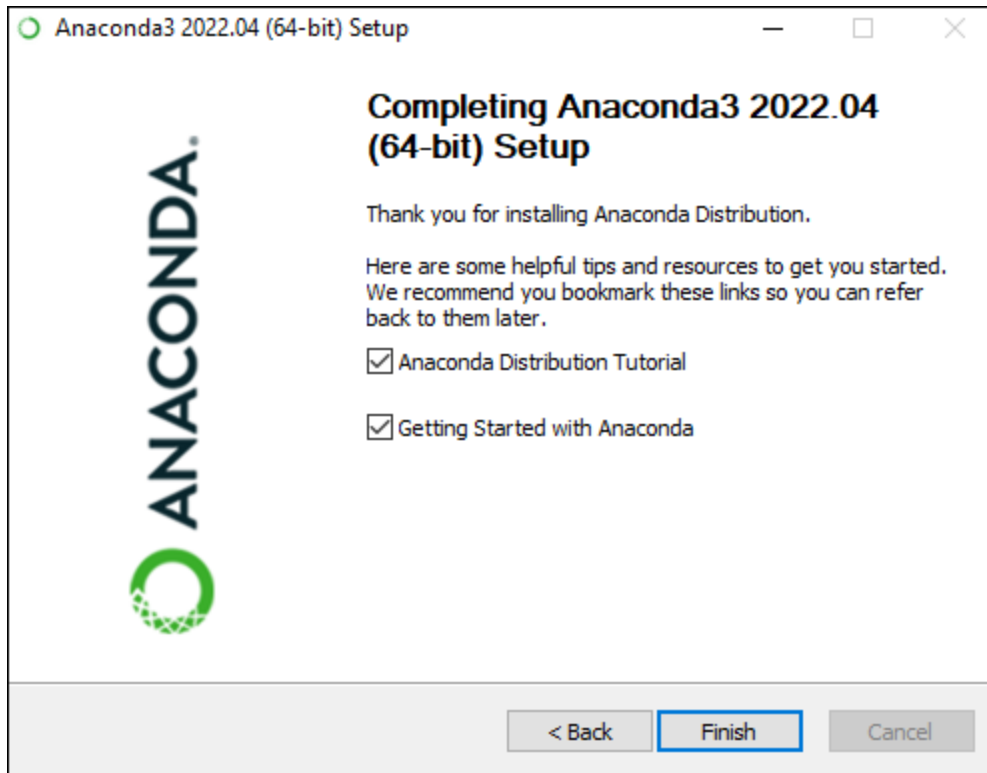 Anaconda3 2022.04 (64-bit) Setup
Completing Anaconda3 2022.04
(64-bit) Setup
Thank you for installing Anaconda Distribution.
Here are some helpful tips and resources to get you started.
We recommend you bookmark these links so you can refer
back to them later.
Anaconda Distribution Tutorial
Getting Started with Anaconda
ANACONDA.
< Back
Finish
Cancel